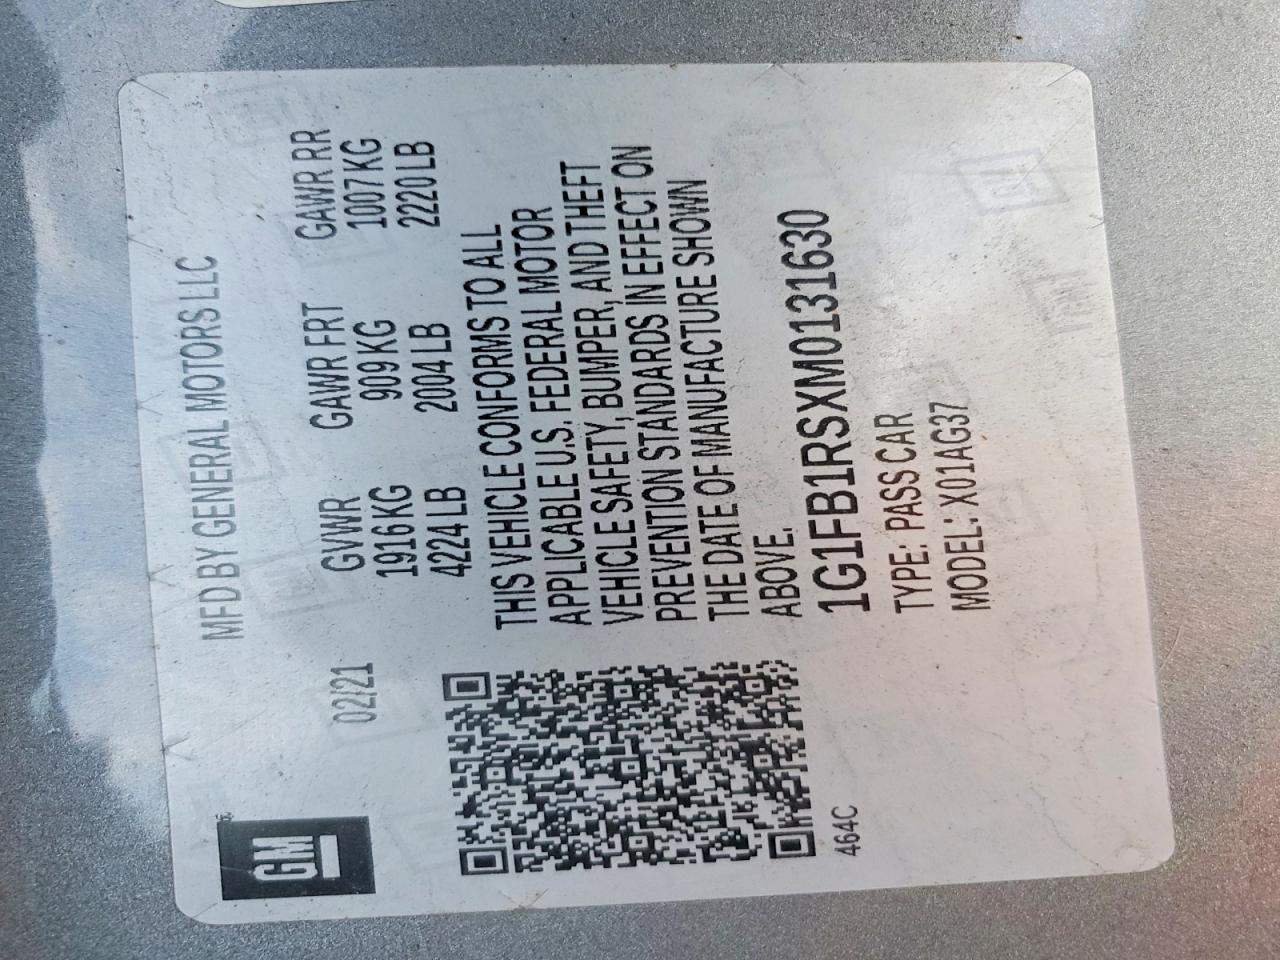 GM
MFD BY GENERAL MOTORS LLC
02/21
GVWR GAWR FRT GAWR RR
1916 KG 909 KG 1007 KG
4224 LB 2004 LB 2220 LB
THIS VEHICLE CONFORMS TO ALL
APPLICABLE U.S. FEDERAL MOTOR
VEHICLE SAFETY, BUMPER, AND THEFT
PREVENTION STANDARDS IN EFFECT ON
THE DATE OF MANUFACTURE SHOWN
ABOVE.
1G1FB1RSXM0131630
TYPE: PASS CAR
MODEL: X01AG37
464C